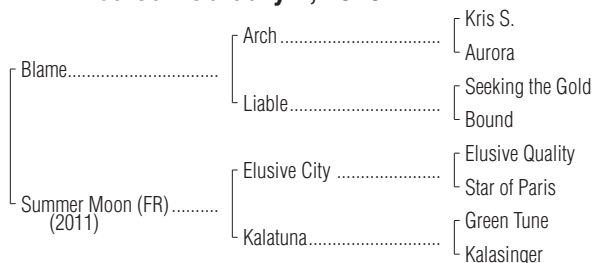 Kris S.
Arch
Aurora
Blame
Seeking the Gold
Liable
Bound
Elusive Quality
Elusive City
Star of Paris
Summer Moon (FR)
(2011)
Green Tune
Kalatuna
Kalasinger